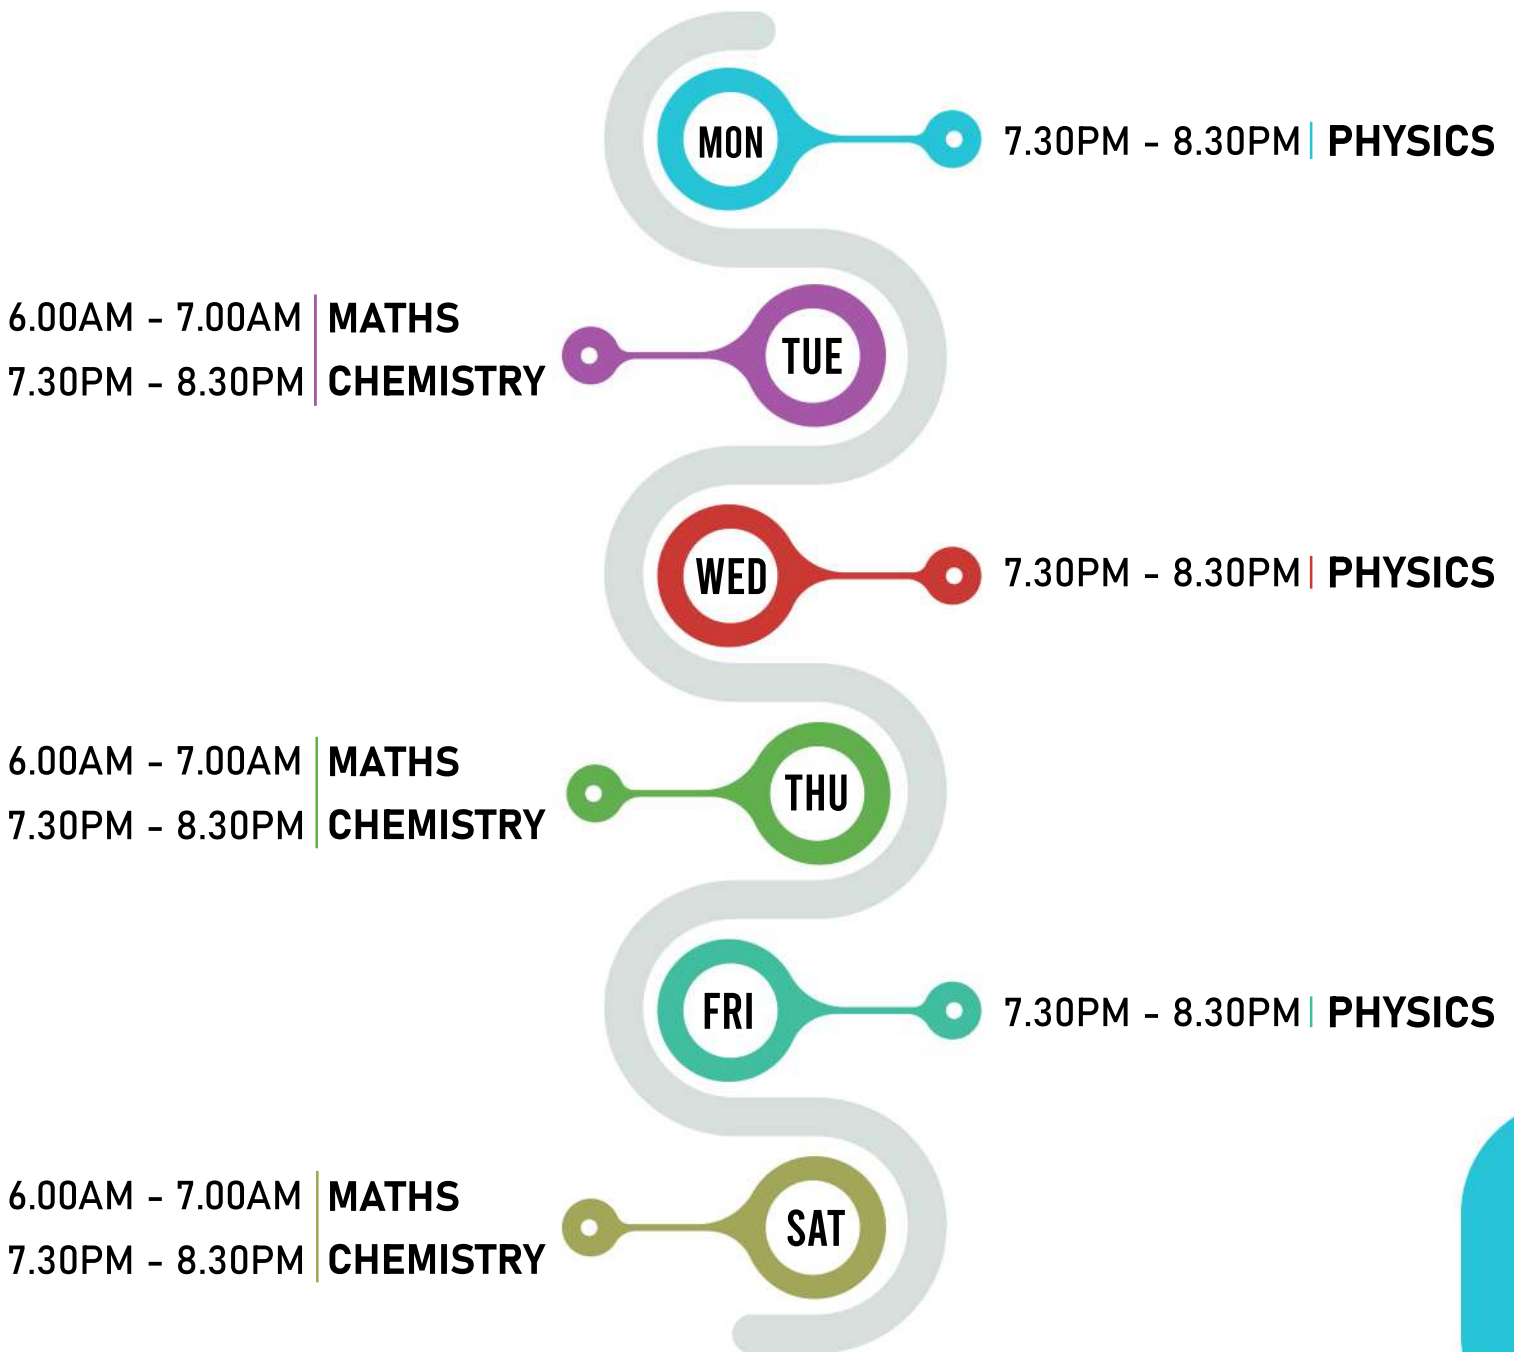 MON
7.30PM - 8.30PM PHYSICS
6.00AM - 7.00AM MATHS
7.30PM - 8.30PM CHEMISTRY
TUE
WED
7.30PM - 8.30PM PHYSICS
6.00AM - 7.00AM MATHS
7.30PM - 8.30PM CHEMISTRY
THU
FRI
7.30PM - 8.30PM PHYSICS
6.00AM - 7.00AM MATHS
7.30PM - 8.30PM CHEMISTRY
SAT